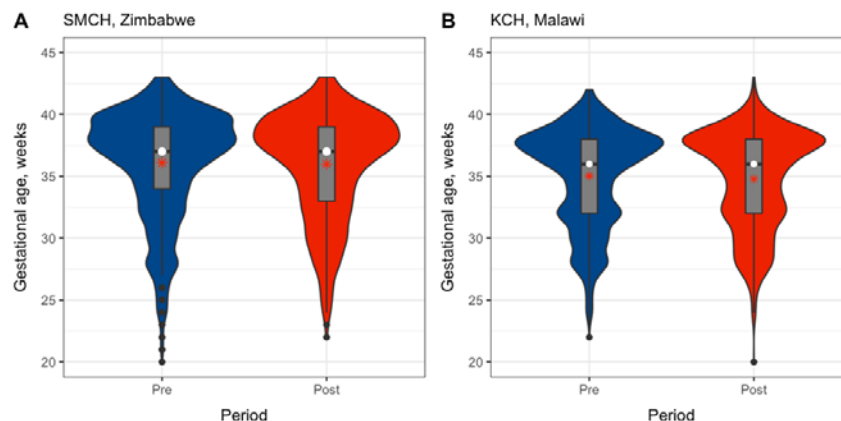 A SMCH, Zimbabwe
Gestational age, weeks
45
40
35
30
25
20
Pre Post
Period
B KCH, Malawi
Gestational age, weeks
45
40
35
30
25
20
Pre Post
Period